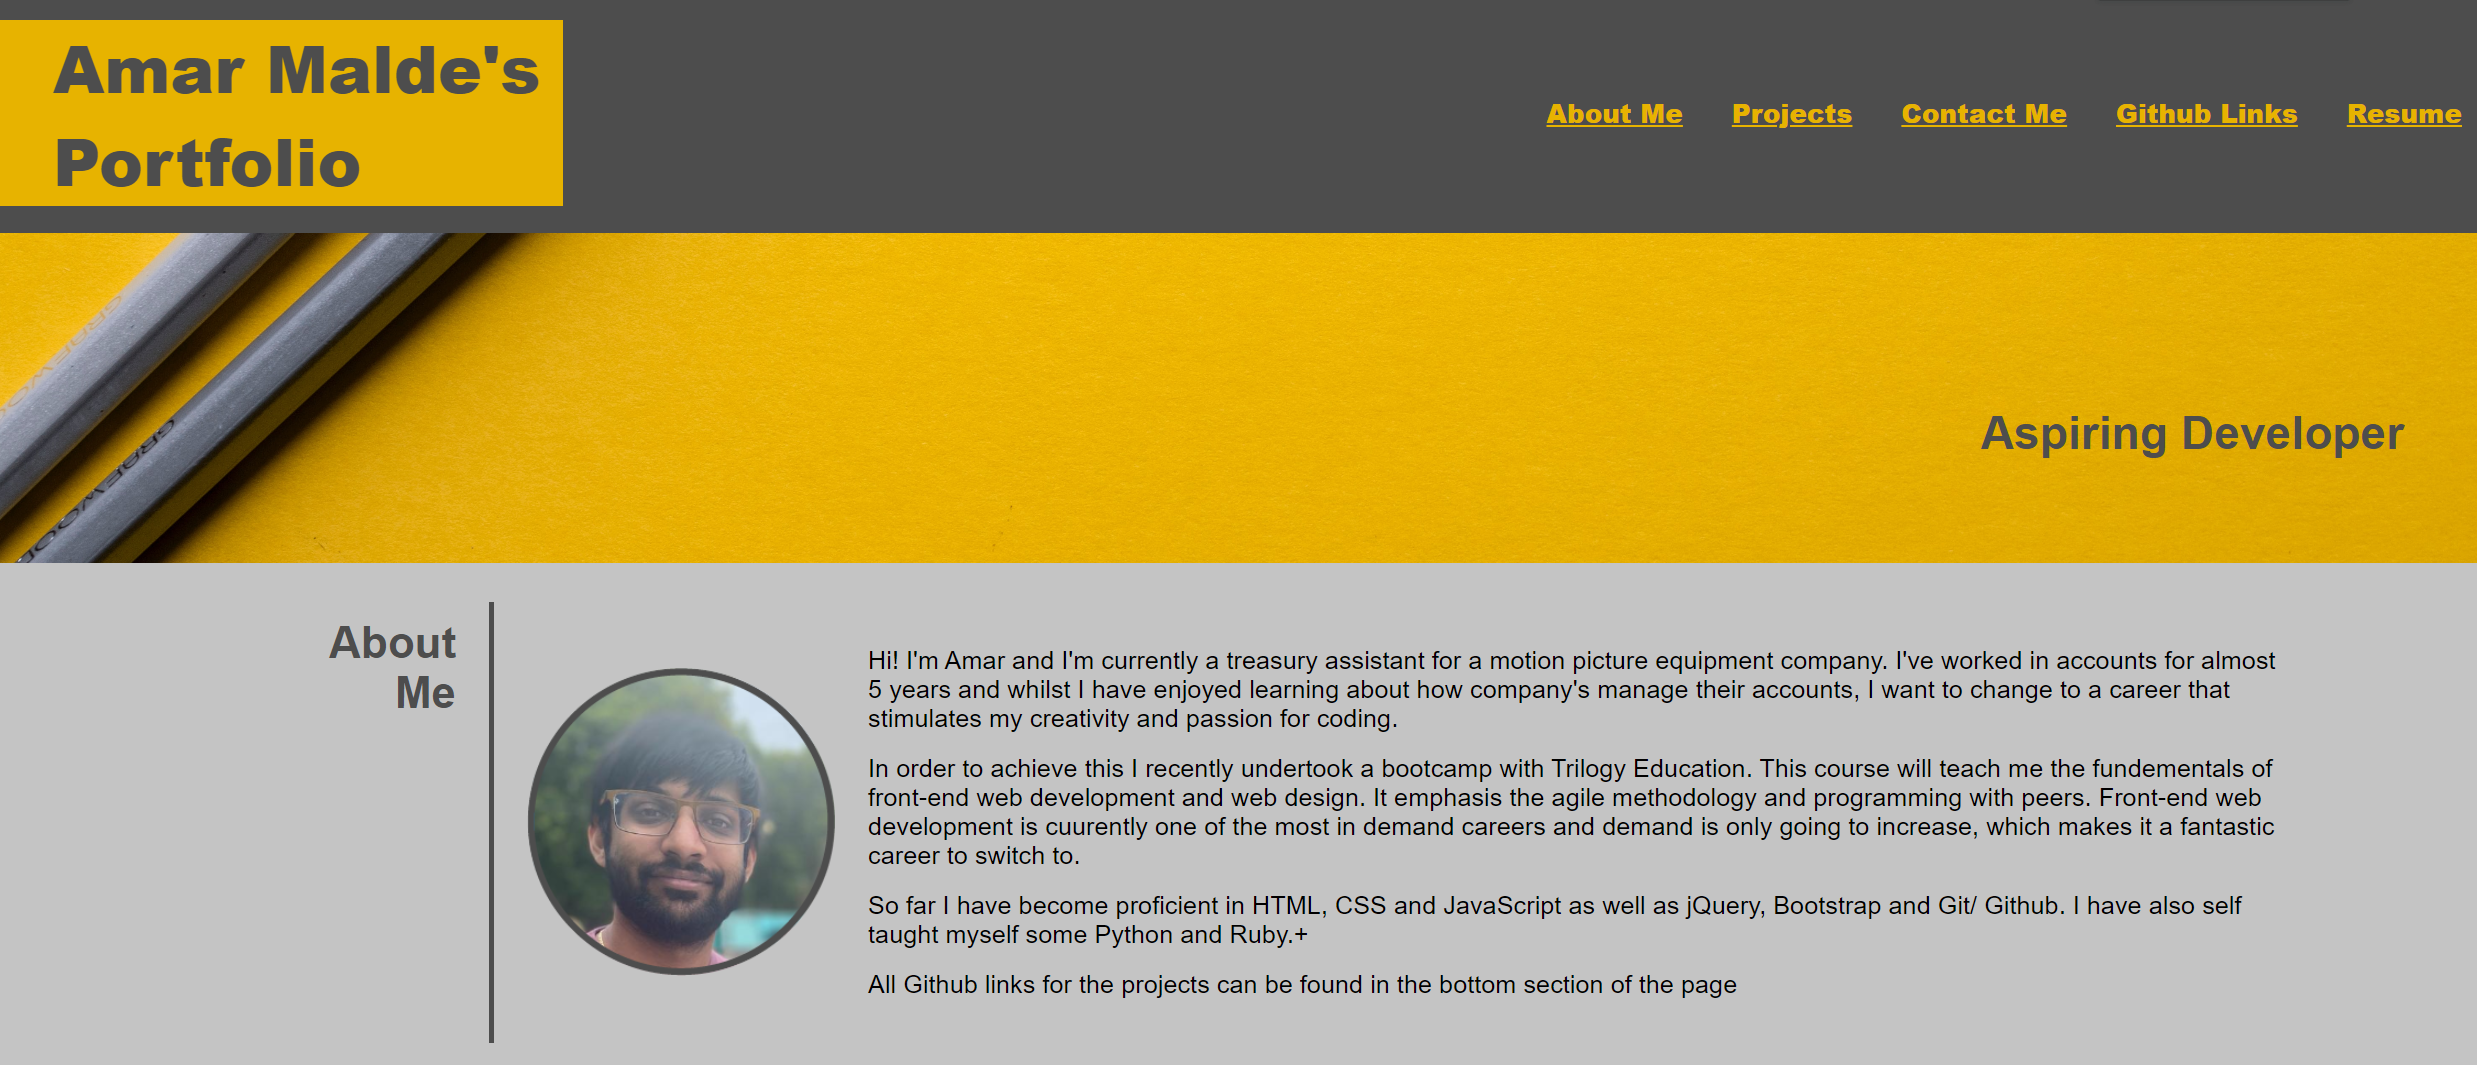 Amar Malde's
Portfolio
About Me Projects Contact Me Github Links Resume
GREEWOO
GREEWOOD
Aspiring Developer
About
Me
Hi! I'm Amar and I'm currently a treasury assistant for a motion picture equipment company. I've worked in accounts for almost
5 years and whilst I have enjoyed learning about how company's manage their accounts, I want to change to a career that
stimulates my creativity and passion for coding.
In order to achieve this I recently undertook a bootcamp with Trilogy Education. This course will teach me the fundementals of
front-end web development and web design. It emphasis the agile methodology and programming with peers. Front-end web
development is cuurently one of the most in demand careers and demand is only going to increase, which makes it a fantastic
career to switch to.
So far I have become proficient in HTML, CSS and JavaScript as well as jQuery, Bootstrap and Git/ Github. I have also self
taught myself some Python and Ruby.+
All Github links for the projects can be found in the bottom section of the page